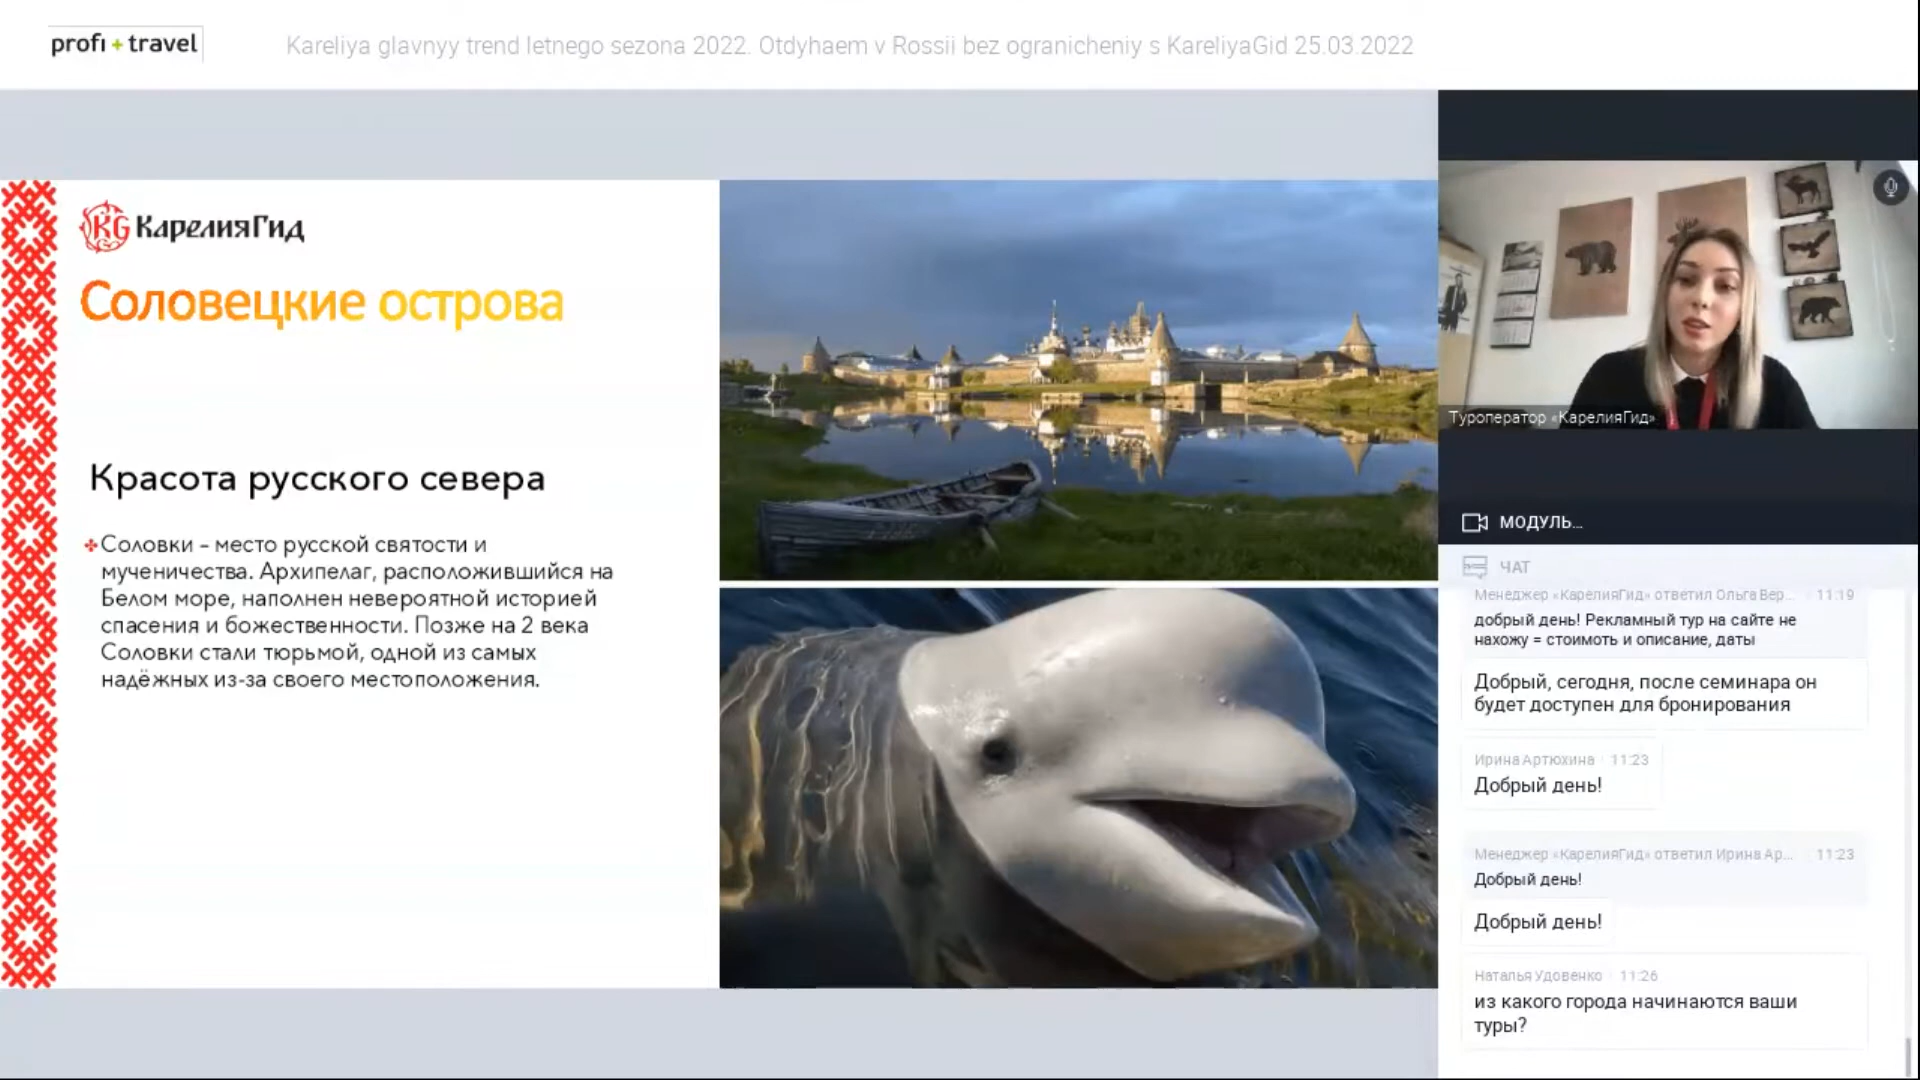 profi + travel
Kareliya glavnyy trend letnego sezona 2022. Otdyhaem v Rossii bez ogranicheniy s KareliyaGid 25.03.2022
KG КарелияГид
Соловецкие острова
Красота русского севера
Соловки – место русской святости и
мученичества. Архипелаг, расположившийся на
Белом море, наполнен невероятной историей
спасения и божественности. Позже на 2 века
Соловки стали тюрьмой, одной из самых
надёжных из-за своего местоположения.
Туроператор «КарелияГид»
МОДУЛЬ...
ЧАТ
Менеджер «КарелияГид» ответил Ольга Вер... 11:19
добрый день! Рекламный тур на сайте не
нахожу = стоимоть и описание, даты
Добрый, сегодня, после семинара он
будет доступен для бронирования
Ирина Артюхина 11:23
Добрый день!
Менеджер «КарелияГид» ответил Ирина Ар... 11:23
Добрый день!
Добрый день!
Наталья Удовенко 11:26
из какого города начинаются ваши
туры?